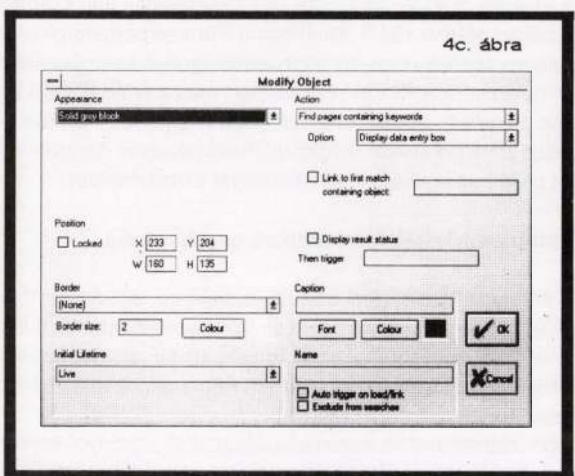 4c. ábra
Modify Object
Appearance
Solid grey block
Action
Find pages containing keywords
Option: Display data entry box
Link to first match
containing object:
Position
Locked X 233 Y 204
W 160 H 135
Display result status
Then trigger
Border
(None)
Border size: 2 Colour
Caption
Font Colour
OK
Initial Lifetime
Live
Name
Auto trigger on load/link
Exclude from searches
Cancel